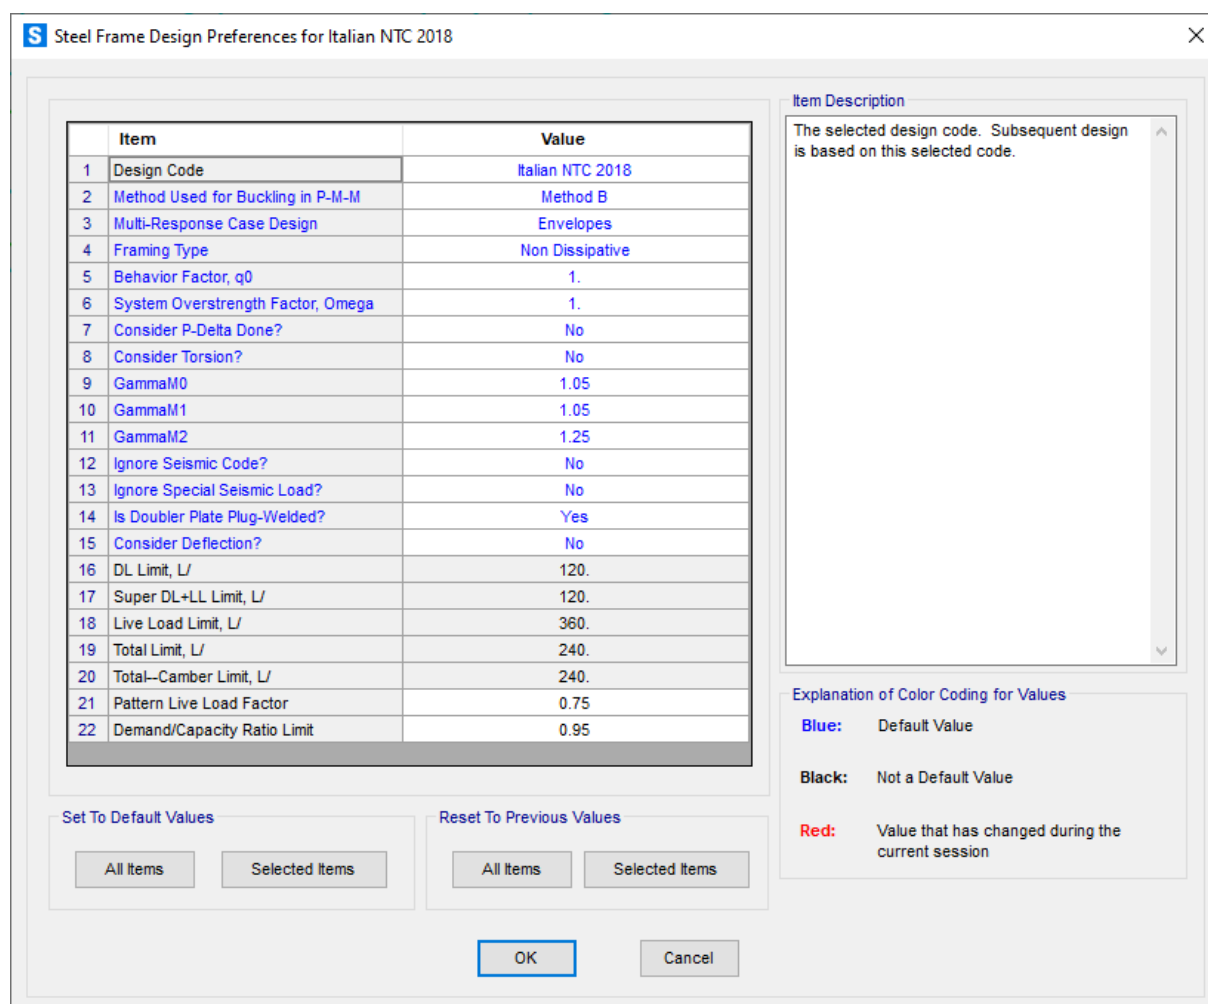 S Steel Frame Design Preferences for Italian NTC 2018
Item Value
1 Design Code Italian NTC 2018
2 Method Used for Buckling in P-M-M Method B
3 Multi-Response Case Design Envelopes
4 Framing Type Non Dissipative
5 Behavior Factor, q0 1.
6 System Overstrength Factor, Omega 1.
7 Consider P-Delta Done? No
8 Consider Torsion? No
9 GammaM0 1.05
10 GammaM1 1.05
11 GammaM2 1.25
12 Ignore Seismic Code? No
13 Ignore Special Seismic Load? No
14 Is Doubler Plate Plug-Welded? Yes
15 Consider Deflection? No
16 DL Limit, L/ 120.
17 Super DL+LL Limit, L/ 120.
18 Live Load Limit, L/ 360.
19 Total Limit, L/ 240.
20 Total--Camber Limit, L/ 240.
21 Pattern Live Load Factor 0.75
22 Demand/Capacity Ratio Limit 0.95
Item Description
The selected design code. Subsequent design
is based on this selected code.
Explanation of Color Coding for Values
Blue: Default Value
Black: Not a Default Value
Red: Value that has changed during the
current session
Set To Default Values
All Items Selected Items
Reset To Previous Values
All Items Selected Items
OK Cancel